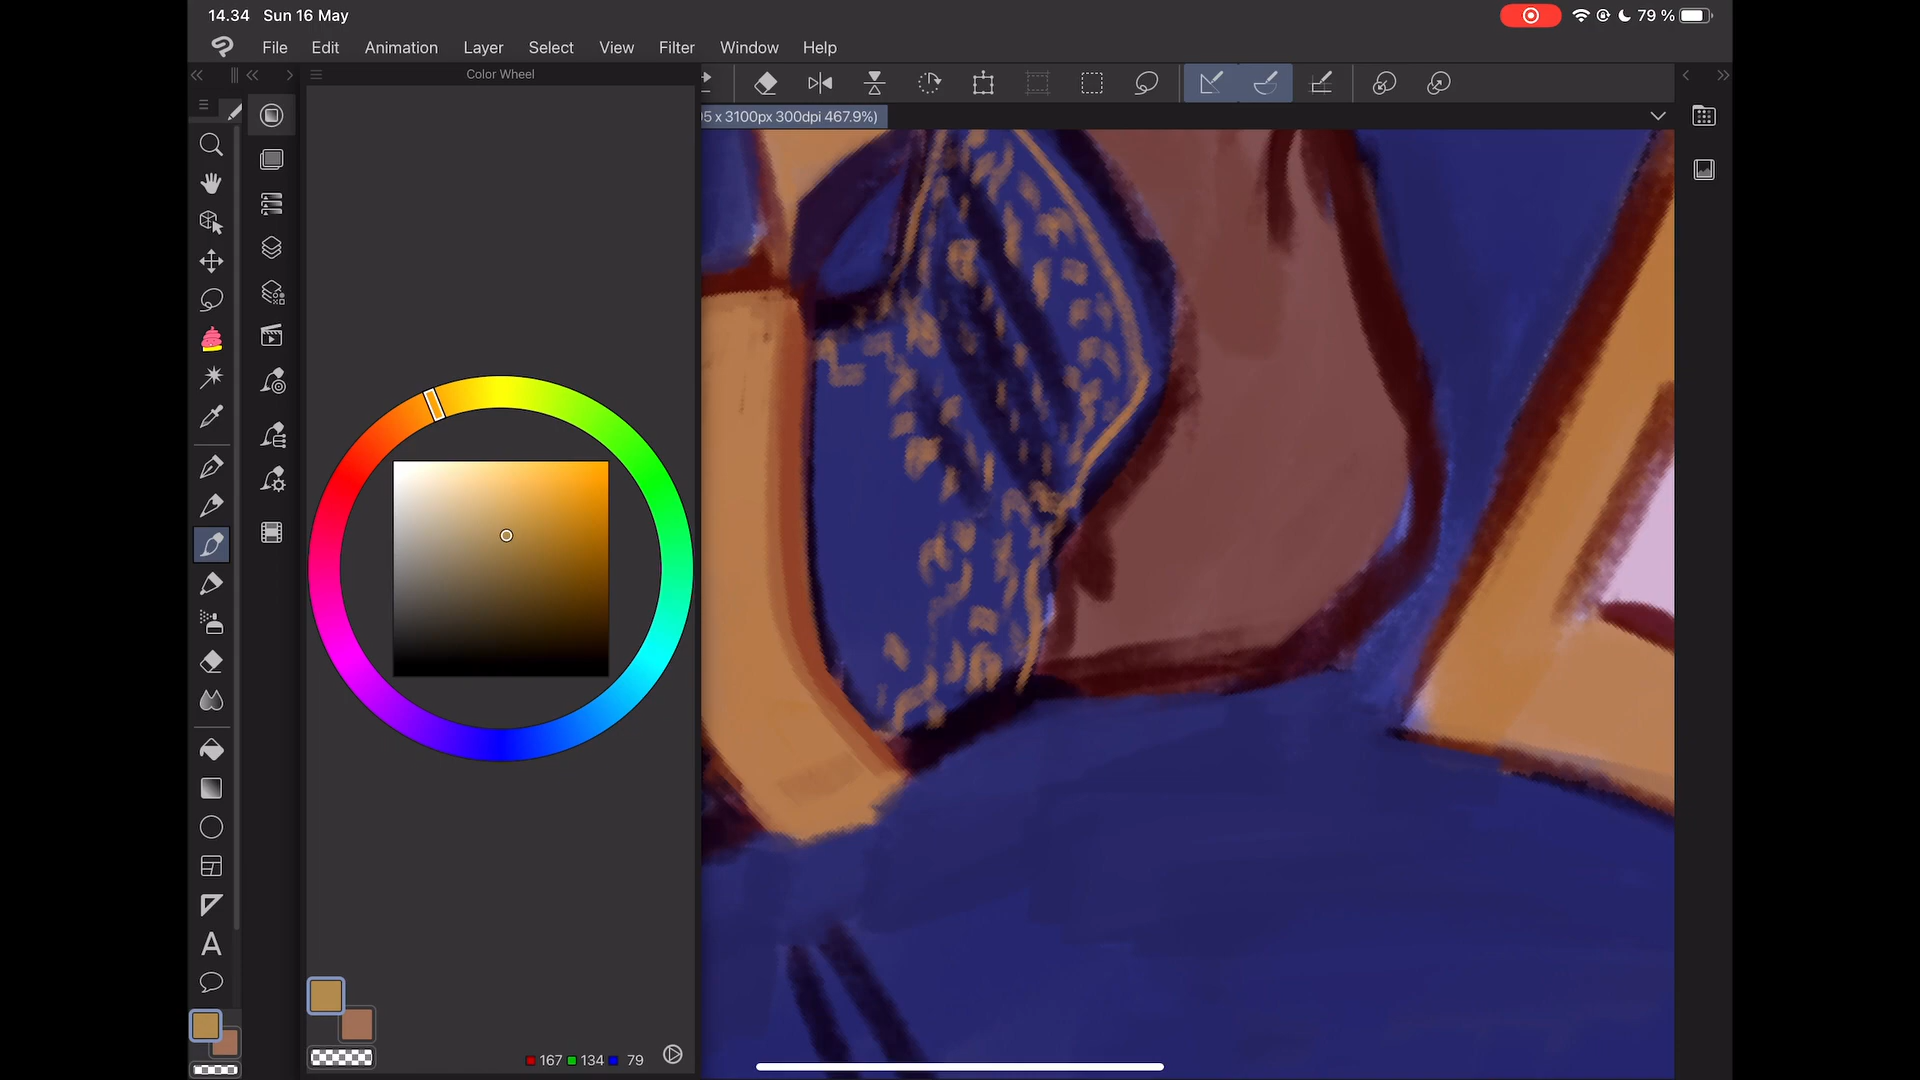 14.34 Sun 16 May
79 %
File Edit Animation Layer Select View Filter Window Help
Color Wheel
5 x 3100px 300dpi 467.9%)
A
167 134 79